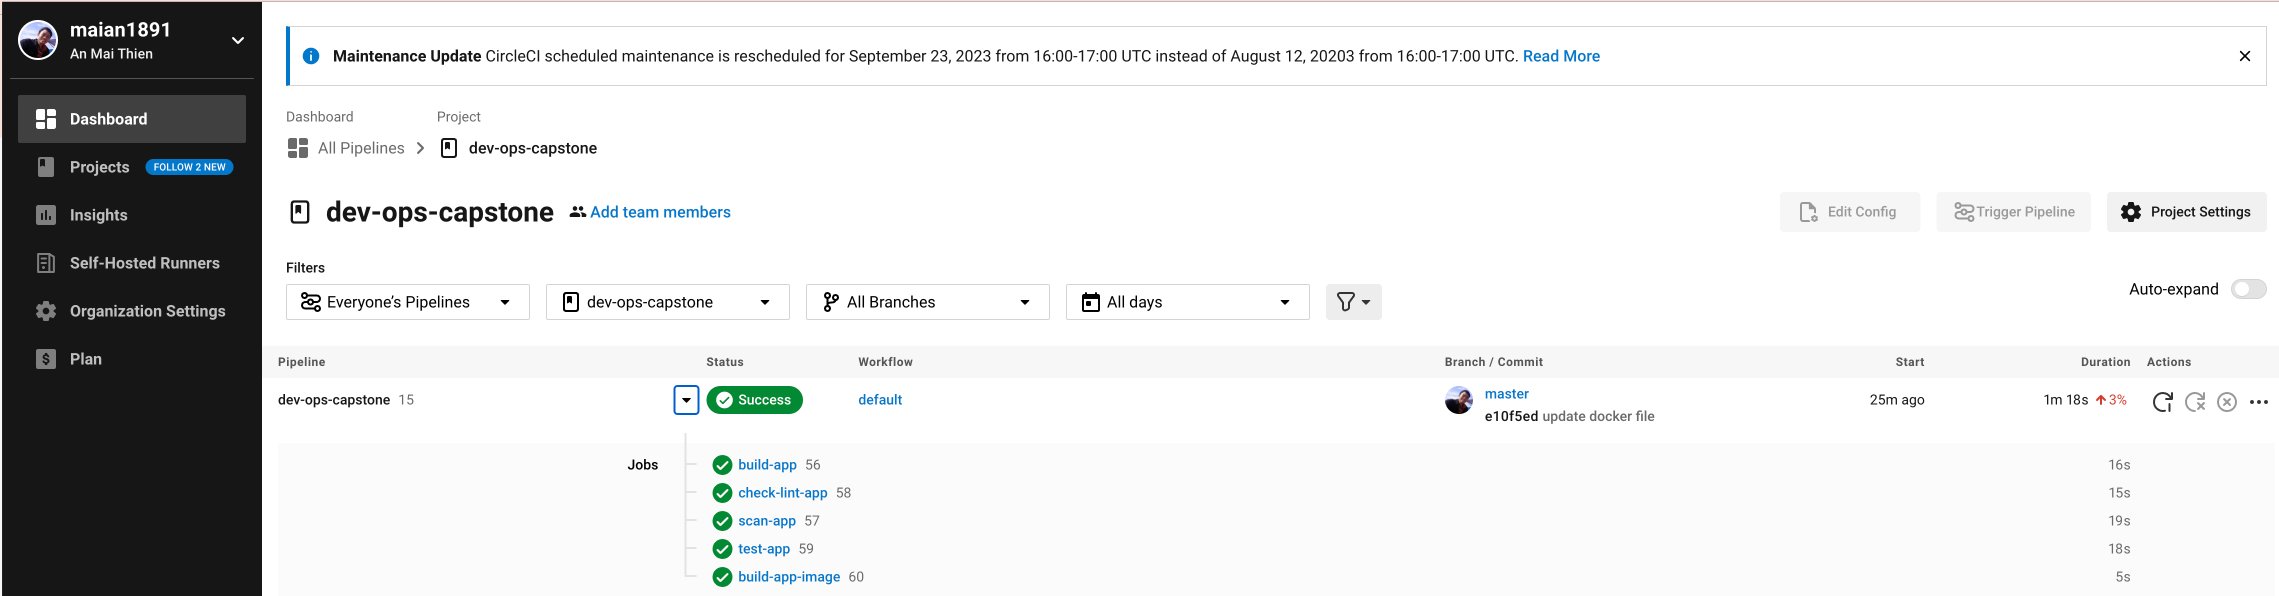 maian1891
An Mai Thien
Dashboard
Projects FOLLOW 2 NEW
Insights
Self-Hosted Runners
Organization Settings
Plan
Maintenance Update CircleCI scheduled maintenance is rescheduled for September 23, 2023 from 16:00-17:00 UTC instead of August 12, 20203 from 16:00-17:00 UTC. Read More
Dashboard Project
All Pipelines dev-ops-capstone
dev-ops-capstone Add team members
Edit Config Trigger Pipeline Project Settings
Filters
Everyone’s Pipelines dev-ops-capstone All Branches All days
Auto-expand
Pipeline Status Workflow Branch / Commit Start Duration Actions
dev-ops-capstone 15 Success default master 25m ago 1m 18s 3%
e10f5ed update docker file
Jobs build-app 56 16s
check-lint-app 58 15s
scan-app 57 19s
test-app 59 18s
build-app-image 60 5s